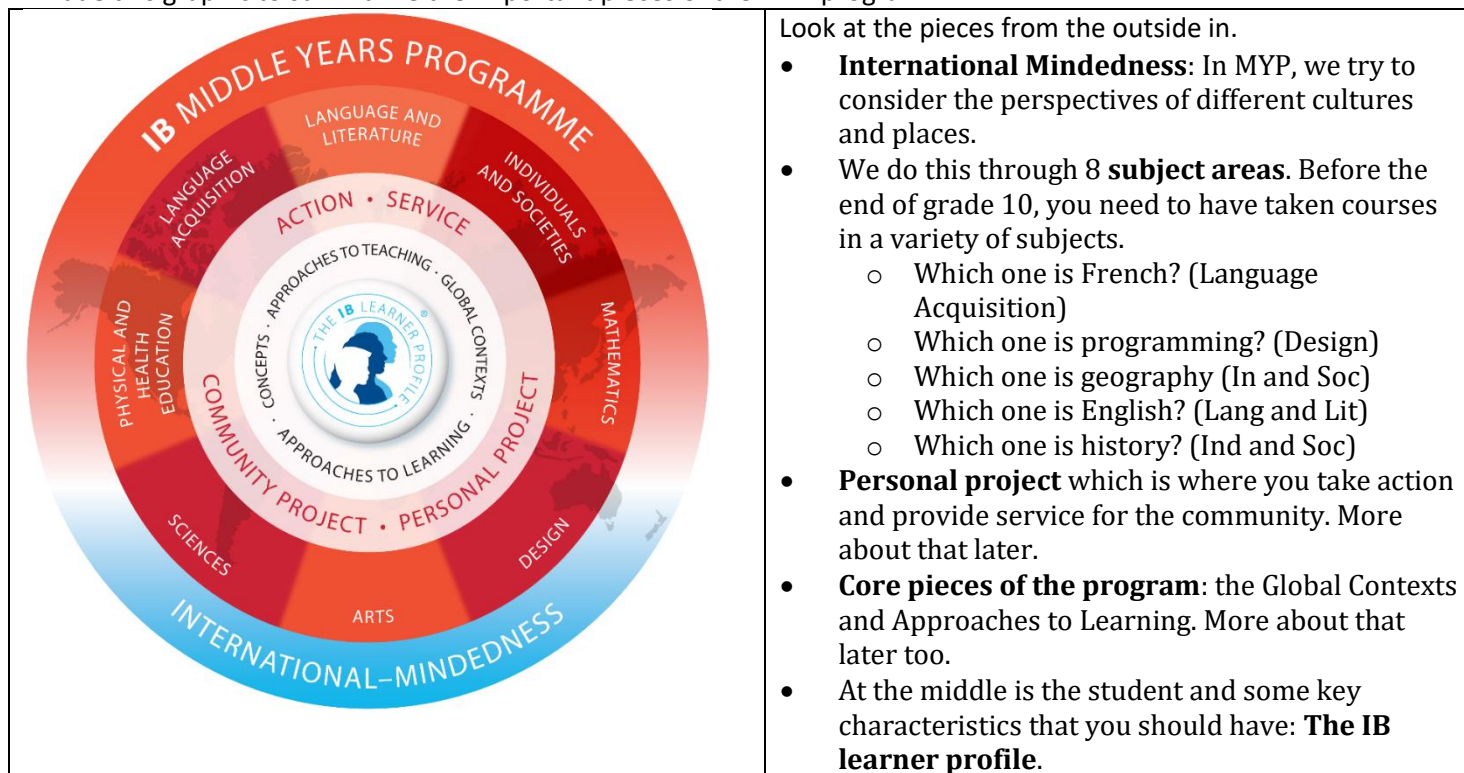 IB MIDDLE YEARS PROGRAMME
LANGUAGE AND
LITERATURE
LANGUAGE
ACQUISITION
INDIVIDUALS
AND SOCIETIES
PHYSICAL AND
HEALTH
EDUCATION
MATHEMATICS
SCIENCES
DESIGN
ARTS
INTERNATIONAL–MINDEDNESS
ACTION • SERVICE
COMMUNITY PROJECT • PERSONAL PROJECT
APPROACHES TO TEACHING · GLOBAL CONTEXTS ·
APPROACHES TO LEARNING · CONCEPTS ·
· THE IB LEARNER PROFILE ·
®
Look at the pieces from the outside in.
• International Mindedness: In MYP, we try to
consider the perspectives of different cultures
and places.
• We do this through 8 subject areas. Before the
end of grade 10, you need to have taken courses
in a variety of subjects.
o Which one is French? (Language
Acquisition)
o Which one is programming? (Design)
o Which one is geography (In and Soc)
o Which one is English? (Lang and Lit)
o Which one is history? (Ind and Soc)
• Personal project which is where you take action
and provide service for the community. More
about that later.
• Core pieces of the program: the Global Contexts
and Approaches to Learning. More about that
later too.
• At the middle is the student and some key
characteristics that you should have: The IB
learner profile.